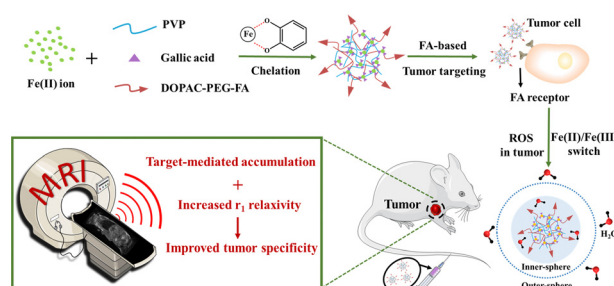 Fe(II) ion
+
PVP
Gallic acid
DOPAC-PEG-FA
Fe
O
O
Chelation
FA-based
Tumor targeting
Tumor cell
FA receptor
ROS
in tumor
Fe(II)/Fe(III)
switch
MRI
Target-mediated accumulation
+
Increased r1 relaxivity
Improved tumor specificity
Tumor
H2O
Inner-sphere
Outer-sphere